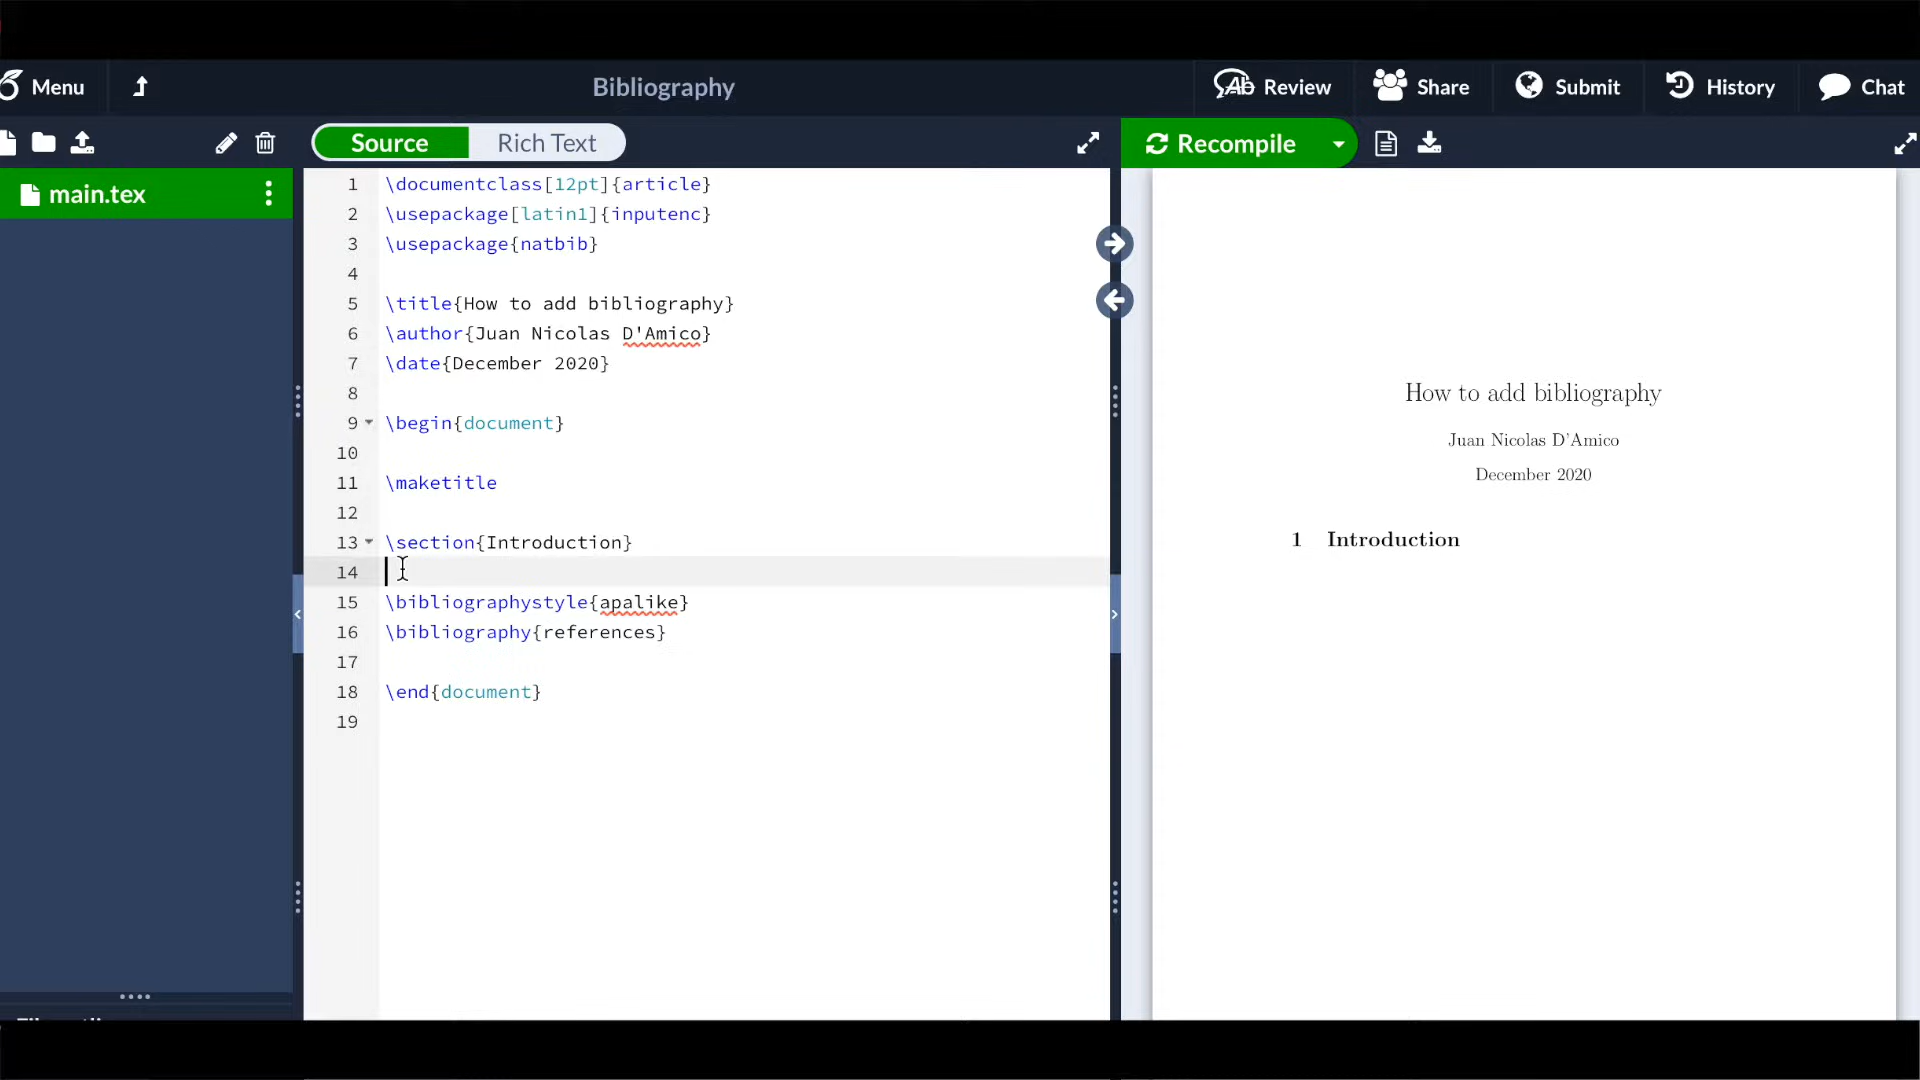 Menu
Bibliography
Review
Share
Submit
History
Chat
Source
Rich Text
Recompile
main.tex
1 \documentclass[12pt]{article}
2 \usepackage[latin1]{inputenc}
3 \usepackage{natbib}
4
5 \title{How to add bibliography}
6 \author{Juan Nicolas D'Amico}
7 \date{December 2020}
8
9 \begin{document}
10
11 \maketitle
12
13 \section{Introduction}
14
15 \bibliographystyle{apalike}
16 \bibliography{references}
17
18 \end{document}
19
How to add bibliography
Juan Nicolas D'Amico
December 2020
1 Introduction